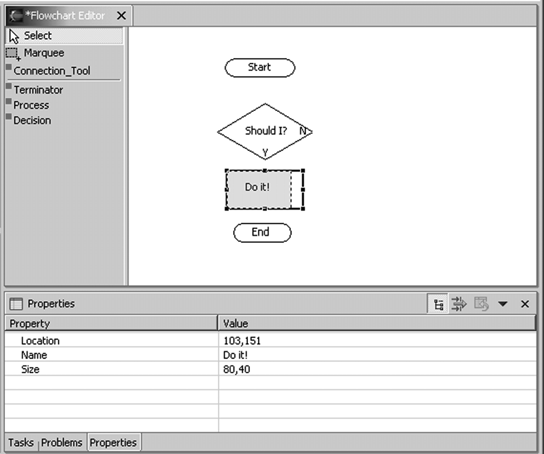 *Flowchart Editor
Select
Marquee
Connection_Tool
Terminator
Process
Decision
Start
Should I? N
Y
Do it!
End
Properties
Property Value
Location 103,151
Name Do it!
Size 80,40
Tasks Problems Properties